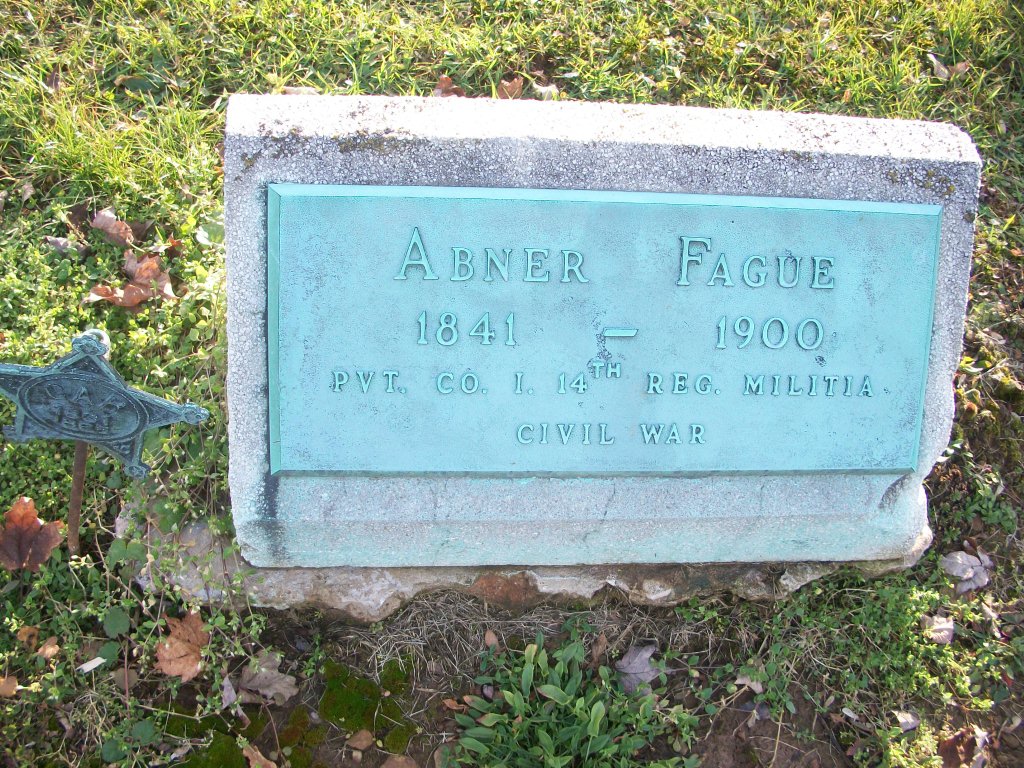 ABNER FAGUE
1841 – 1900
PVT. CO. I. 14TH REG. MILITIA
CIVIL WAR